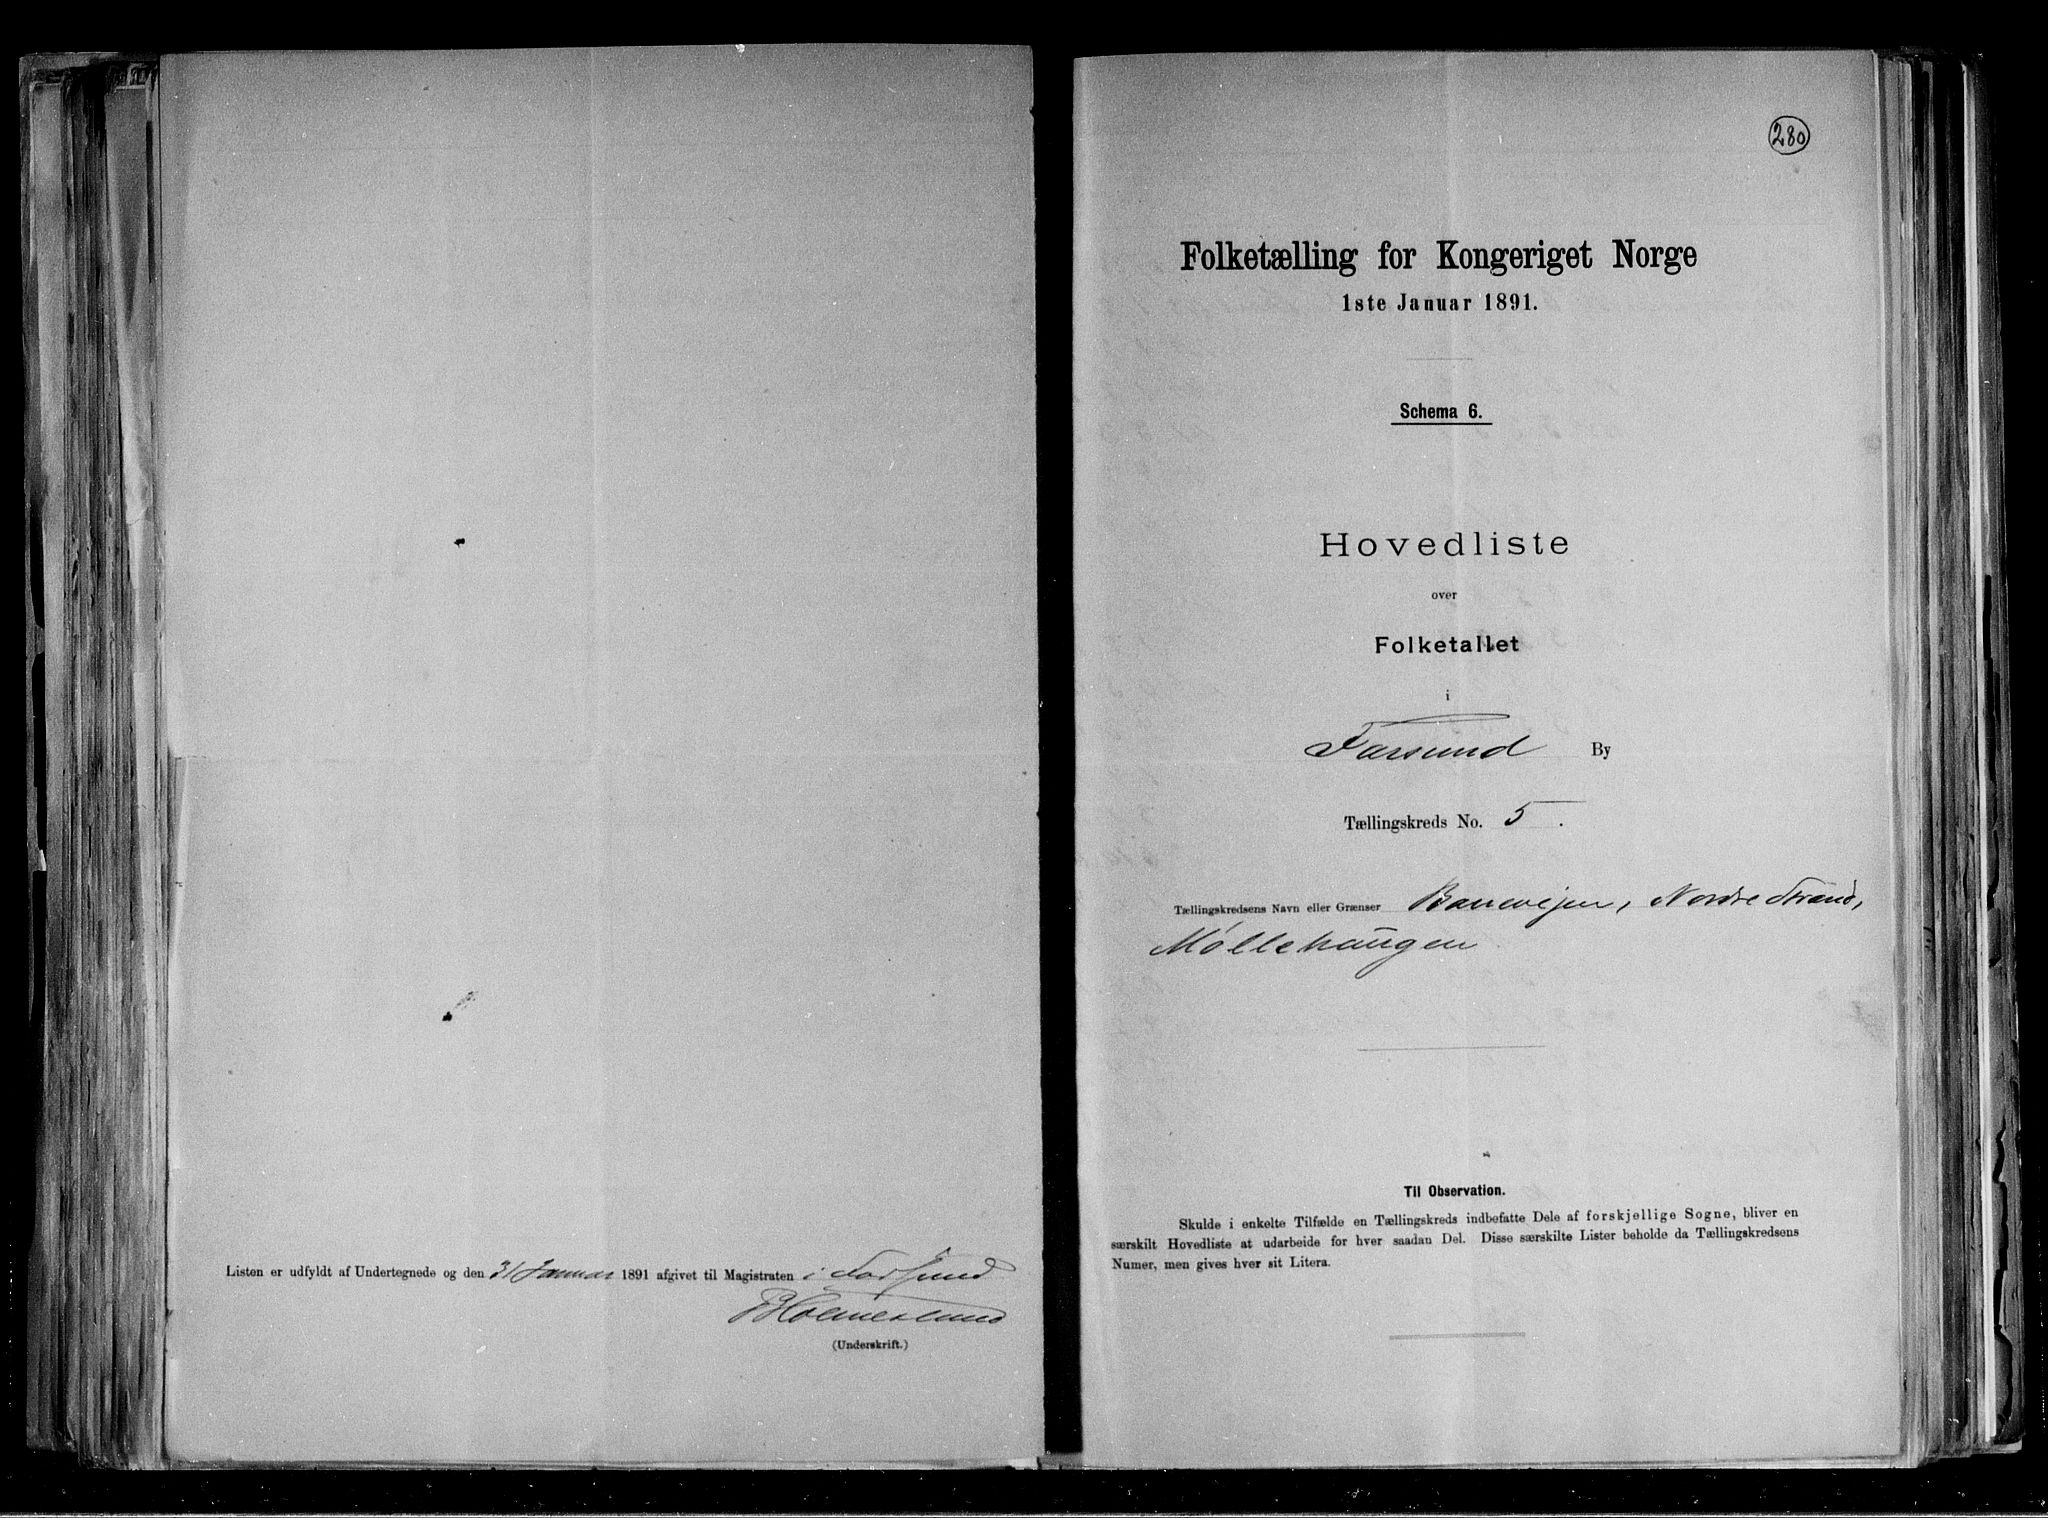 Listen er udfyldt af Undertegnede og den 31 Januar 1891 afgivet til Magistraten i Farsund
(Underskrift.)
280
Folketælling for Kongeriget Norge
1ste Januar 1891.
Schema 6.
Hovedliste
over
Folketallet
i
Farsund By
Tællingskreds No. 5.
Tællingskredsens Navn eller Grænser Banevejen, Nordre Strand,
Møllehaugen
Til Observation.
Skulde i enkelte Tilfælde en Tællingskreds indbefatte Dele af forskjellige Sogne, bliver en
særskilt Hovedliste at udarbeide for hver saadan Del. Disse særskilte Lister beholde da Tællingskredsens
Numer, men gives hver sit Litera.